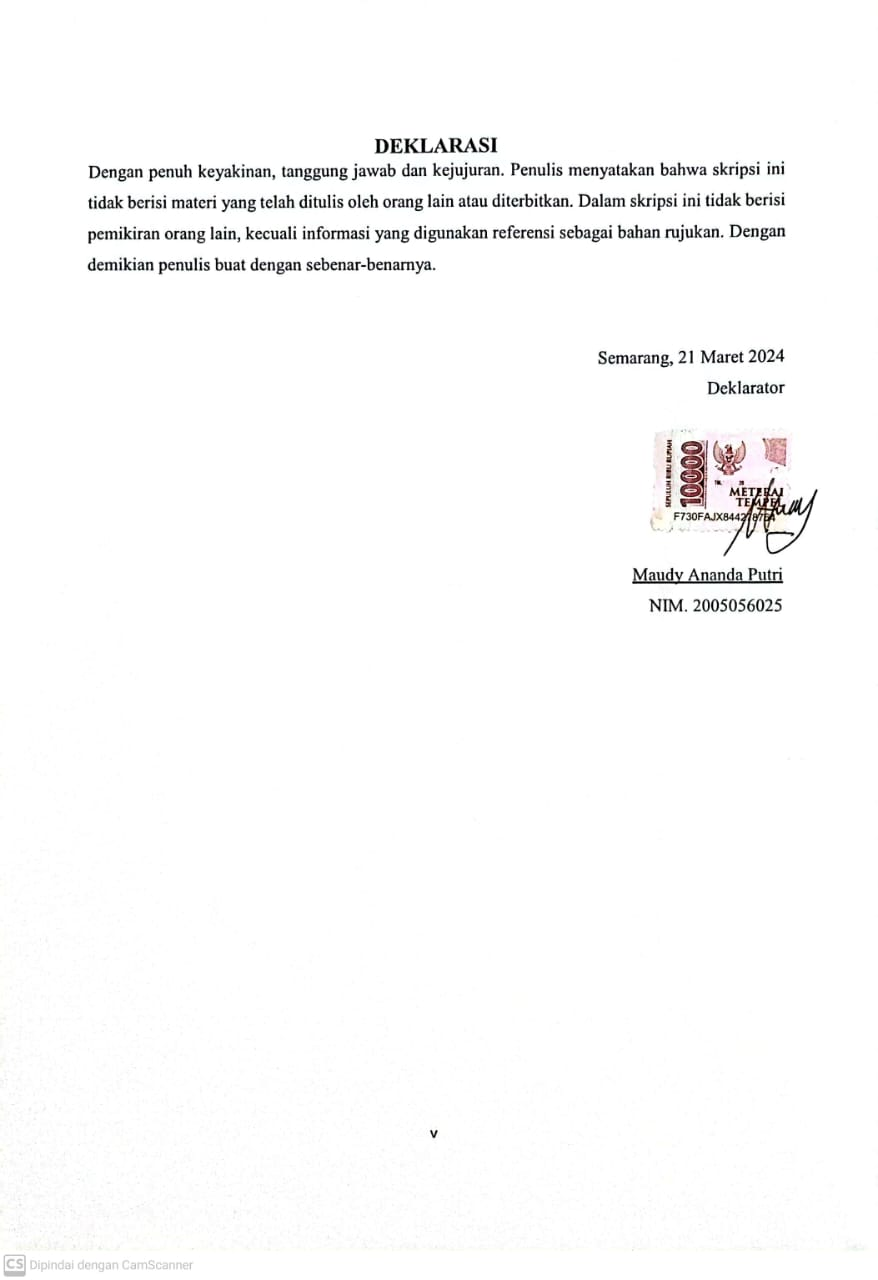 DEKLARASI
Dengan penuh keyakinan, tanggung jawab dan kejujuran. Penulis menyatakan bahwa skripsi ini
tidak berisi materi yang telah ditulis oleh orang lain atau diterbitkan. Dalam skripsi ini tidak berisi
pemikiran orang lain, kecuali informasi yang digunakan referensi sebagai bahan rujukan. Dengan
demikian penulis buat dengan sebenar-benarnya.
Semarang, 21 Maret 2024
Deklarator
SEPULUH RIBU RUPIAH
10000
METERAI
TEMPEL
Maudy Ananda Putri
NIM. 2005056025
v
CS Dipindai dengan CamScanner